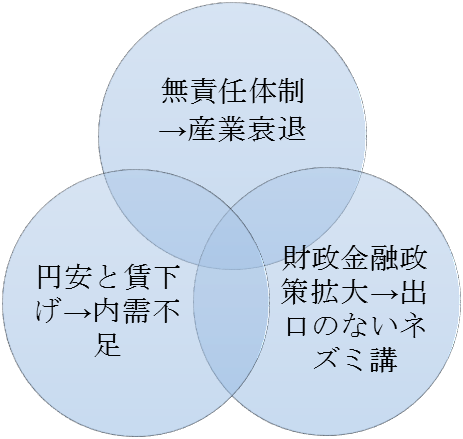 無責任体制
→産業衰退
円安と賃下
げ→内需不
足
財政金融政
策拡大→出
口のないネ
ズミ講